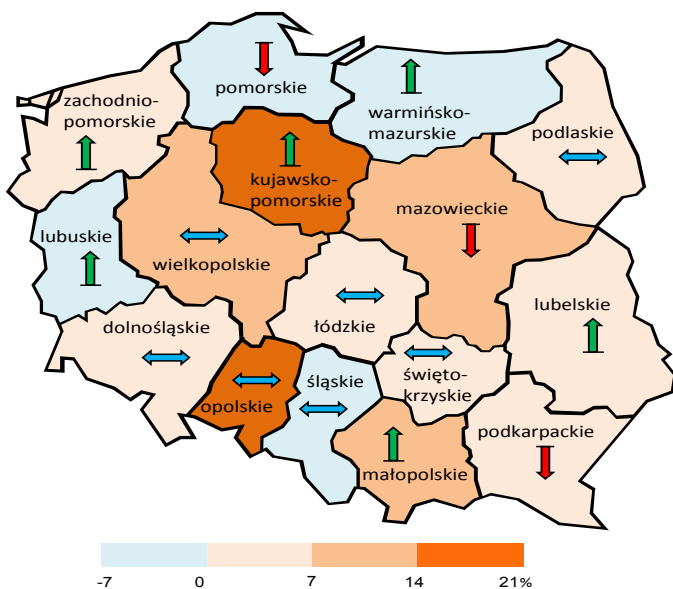 pomorskie
zachodnio-
pomorskie
warmińsko-
mazurskie
podlaskie
kujawsko-
pomorskie
mazowieckie
lubuskie
wielkopolskie
lubelskie
dolnośląskie
łódzkie
śląskie
święto-
krzyskie
opolskie
podkarpackie
małopolskie
-7 0 7 14 21%